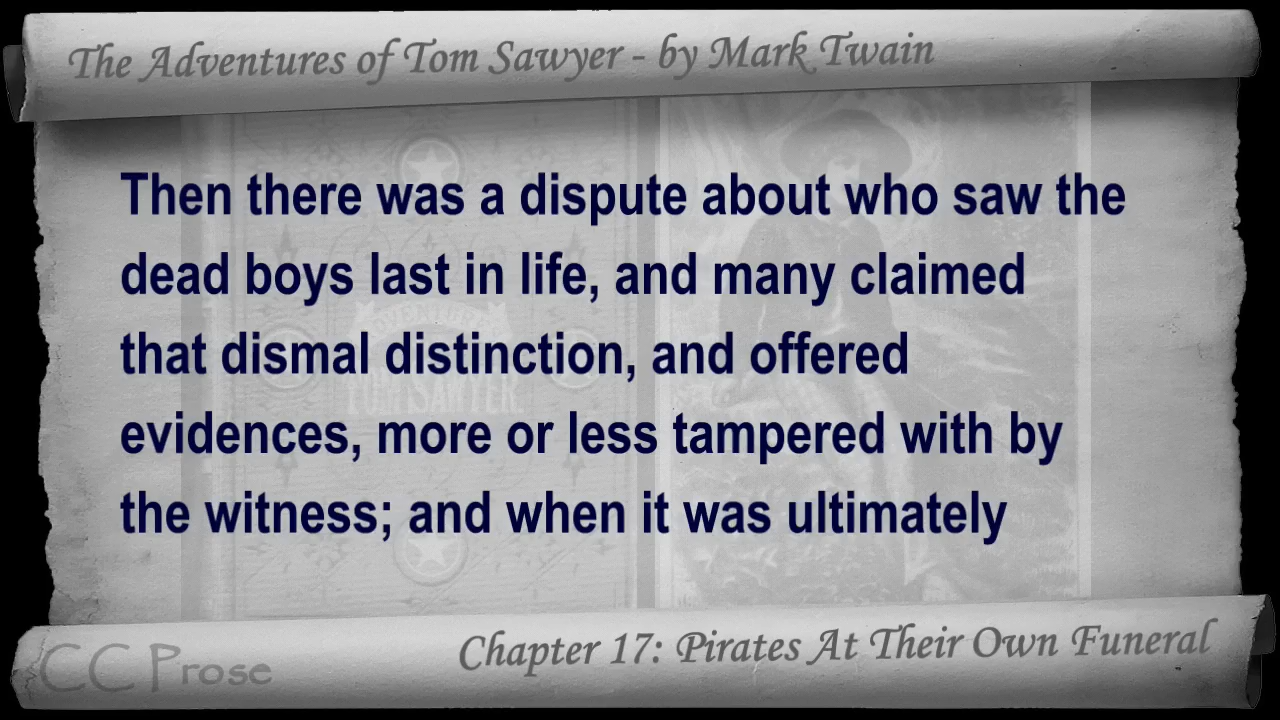 The Adventures of Tom Sawyer - by Mark Twain
Then there was a dispute about who saw the
dead boys last in life, and many claimed
that dismal distinction, and offered
evidences, more or less tampered with by
the witness; and when it was ultimately
Chapter 17: Pirates At Their Own Funeral
CC Prose